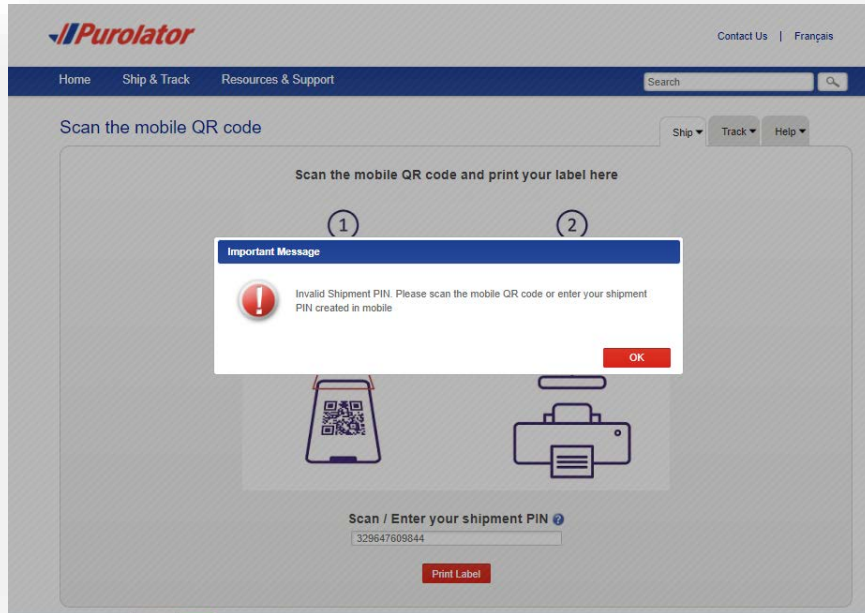 Purolator
Contact Us | Français
Home Ship & Track Resources & Support Search
Scan the mobile QR code
Ship Track Help
Scan the mobile QR code and print your label here
1 2
Important Message
Invalid Shipment PIN. Please scan the mobile QR code or enter your shipment
PIN created in mobile
OK
Scan / Enter your shipment PIN ?
329647609844
Print Label